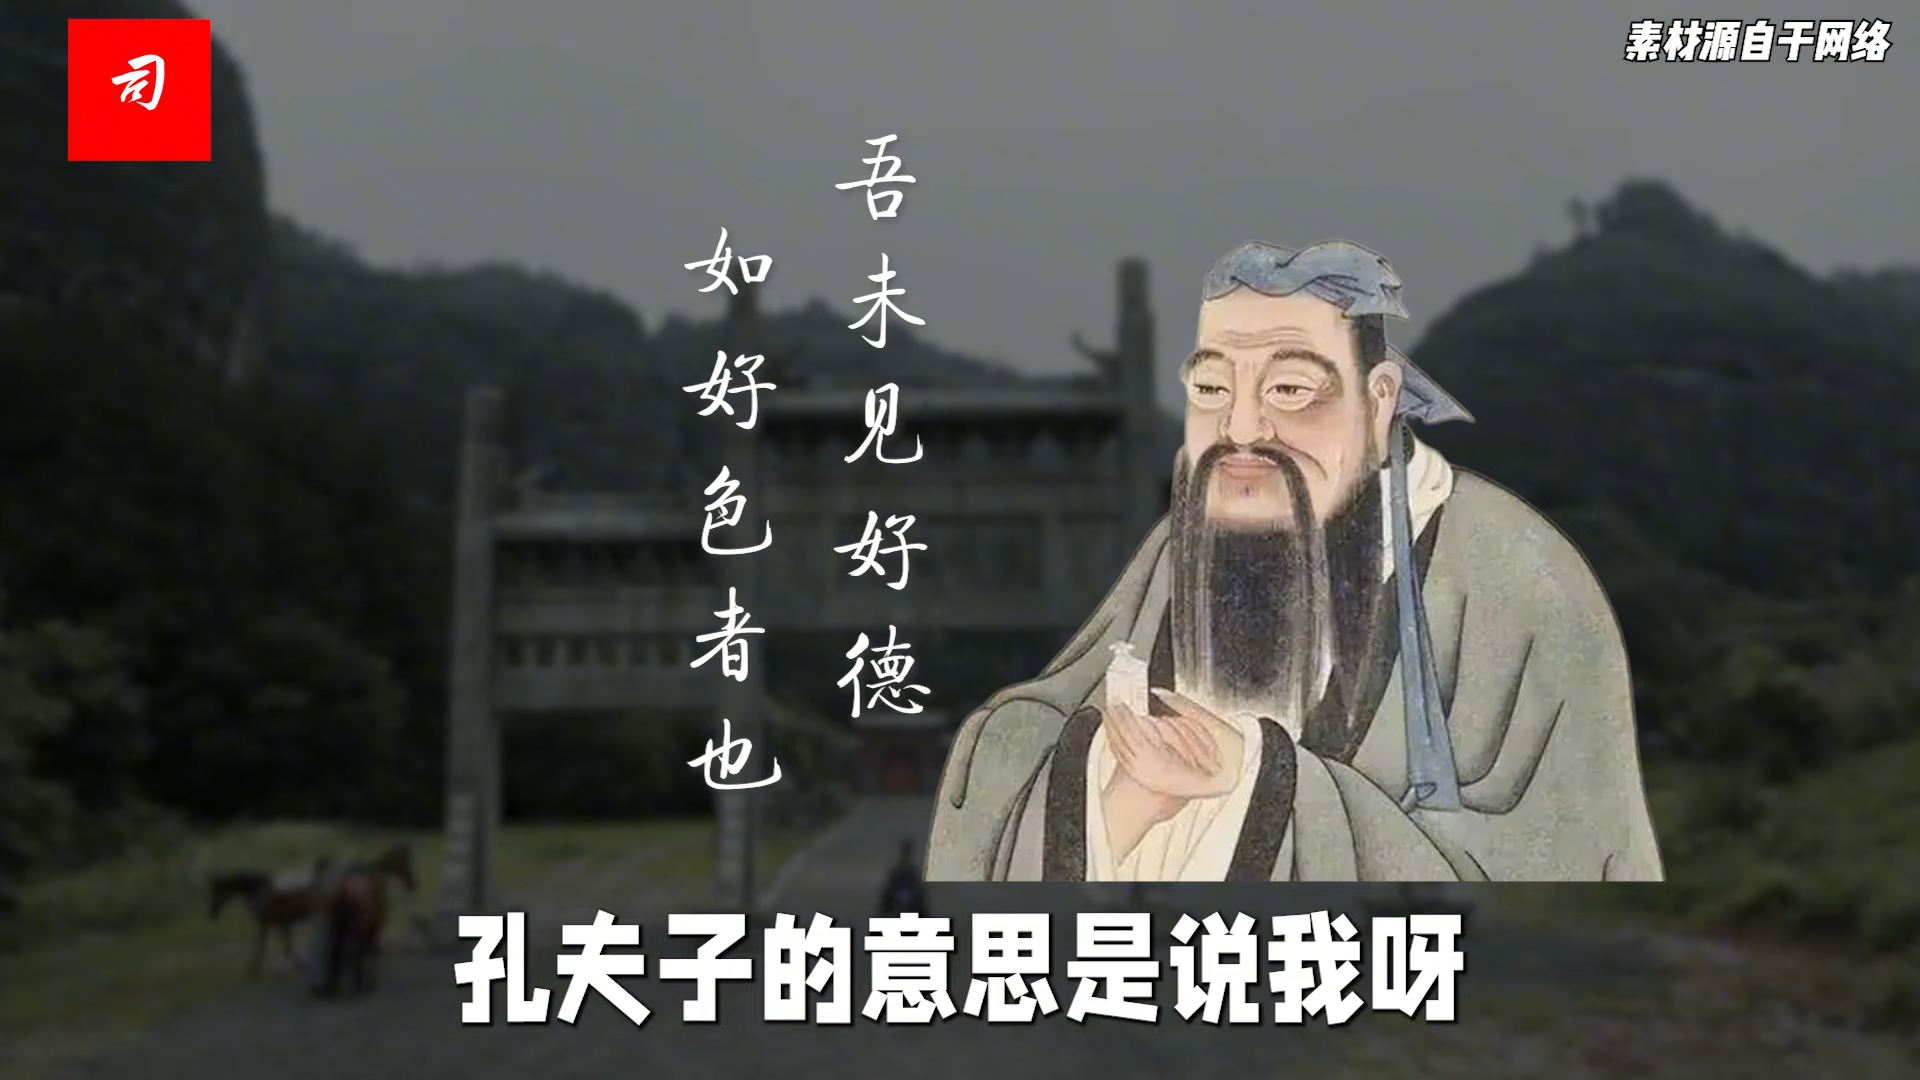 司
素材源自于网络
吾未见好德
如好色者也
孔夫子的意思是说我呀